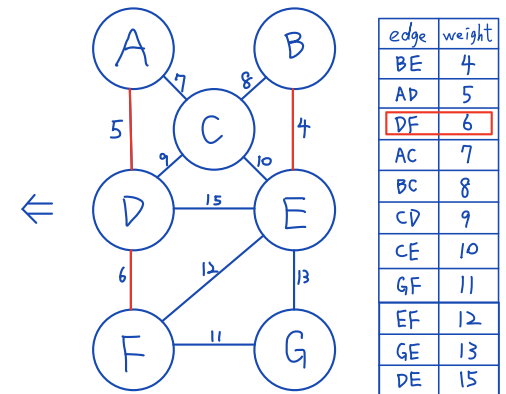 A
B
7
8
C
5
4
9
10
D
15
E
6
12
13
F
11
G
⇐
edge weight
BE 4
AD 5
DF 6
AC 7
BC 8
CD 9
CE 10
GF 11
EF 12
GE 13
DE 15